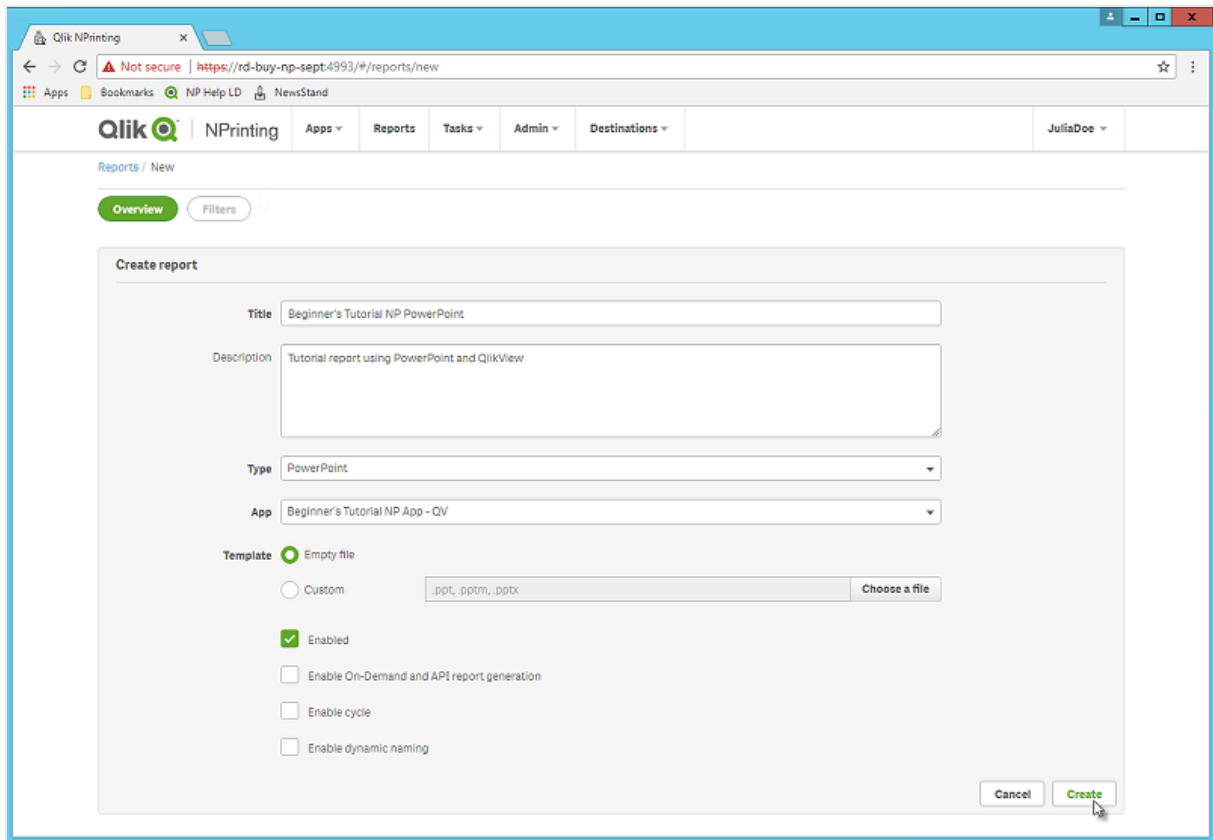 Qlik NPrinting
Not secure | https://rd-buy-np-sept:4993/#/reports/new
Apps Bookmarks NP Help LD NewsStand
Qlik NPrinting Apps Reports Tasks Admin Destinations JuliaDoe
Reports / New
Overview Filters
Create report
Title Beginner's Tutorial NP PowerPoint
Description Tutorial report using PowerPoint and QlikView
Type PowerPoint
App Beginner's Tutorial NP App - QV
Template Empty file
Custom .ppt, .pptm, .pptx Choose a file
Enabled
Enable On-Demand and API report generation
Enable cycle
Enable dynamic naming
Cancel Create